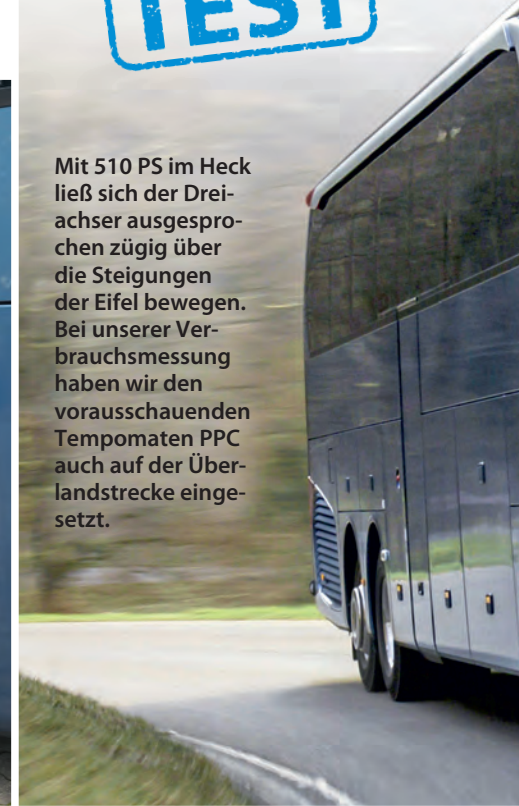 TEST
Mit 510 PS im Heck
ließ sich der Drei-
achser ausgespro-
chen zügig über
die Steigungen
der Eifel bewegen.
Bei unserer Ver-
brauchsmessung
haben wir den
vorausschauenden
Tempomaten PPC
auch auf der Über-
landstrecke einge-
setzt.